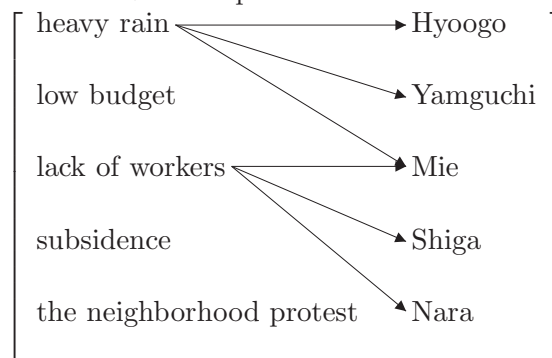 heavy rain Hyoogo
low budget Yamguchi
lack of workers Mie
subsidence Shiga
the neighborhood protest Nara